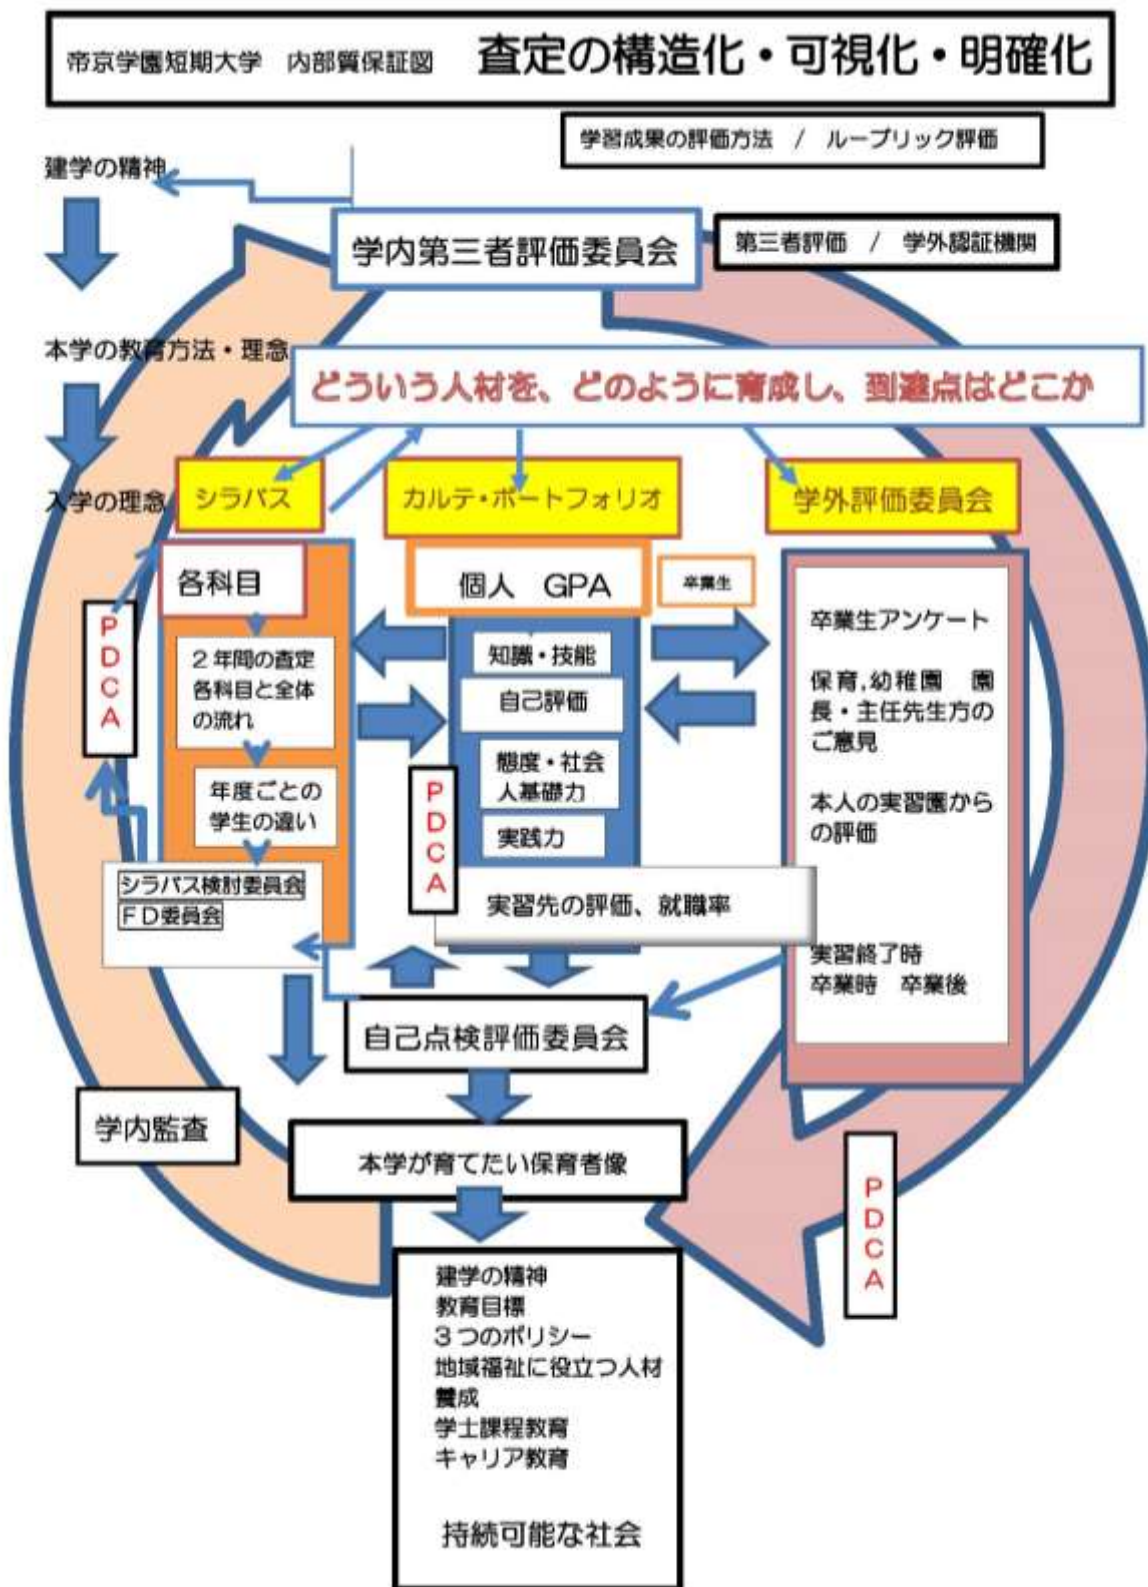 帝京学園短期大学 内部質保証図 査定の構造化・可視化・明確化
学習成果の評価方法 / ルーブリック評価
建学の精神
学内第三者評価委員会
第三者評価 / 学外認証機関
本学の教育方法・理念
どういう人材を、どのように育成し、到達点はどこか
入学の理念
シラバス
カルテ・ポートフォリオ
学外評価委員会
各科目
個人 GPA
卒業生
PDCA
2年間の査定
各科目と全体
の流れ
年度ごとの
学生の違い
シラバス検討委員会
FD委員会
知識・技能
自己評価
態度・社会
人基礎力
実践力
PDCA
実習先の評価、就職率
卒業生アンケート
保育,幼稚園 園
長・主任先生方の
ご意見
本人の実習園から
の評価
実習終了時
卒業時 卒業後
自己点検評価委員会
学内監査
本学が育てたい保育者像
PDCA
建学の精神
教育目標
3つのポリシー
地域福祉に役立つ人材
養成
学士課程教育
キャリア教育
持続可能な社会